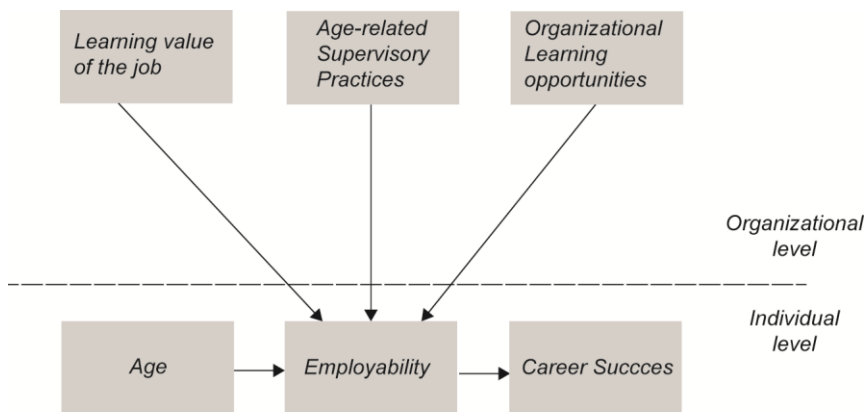 Learning value
of the job
Age-related
Supervisory
Practices
Organizational
Learning
opportunities
Organizational
level
Individual
level
Age
Employability
Career Succces